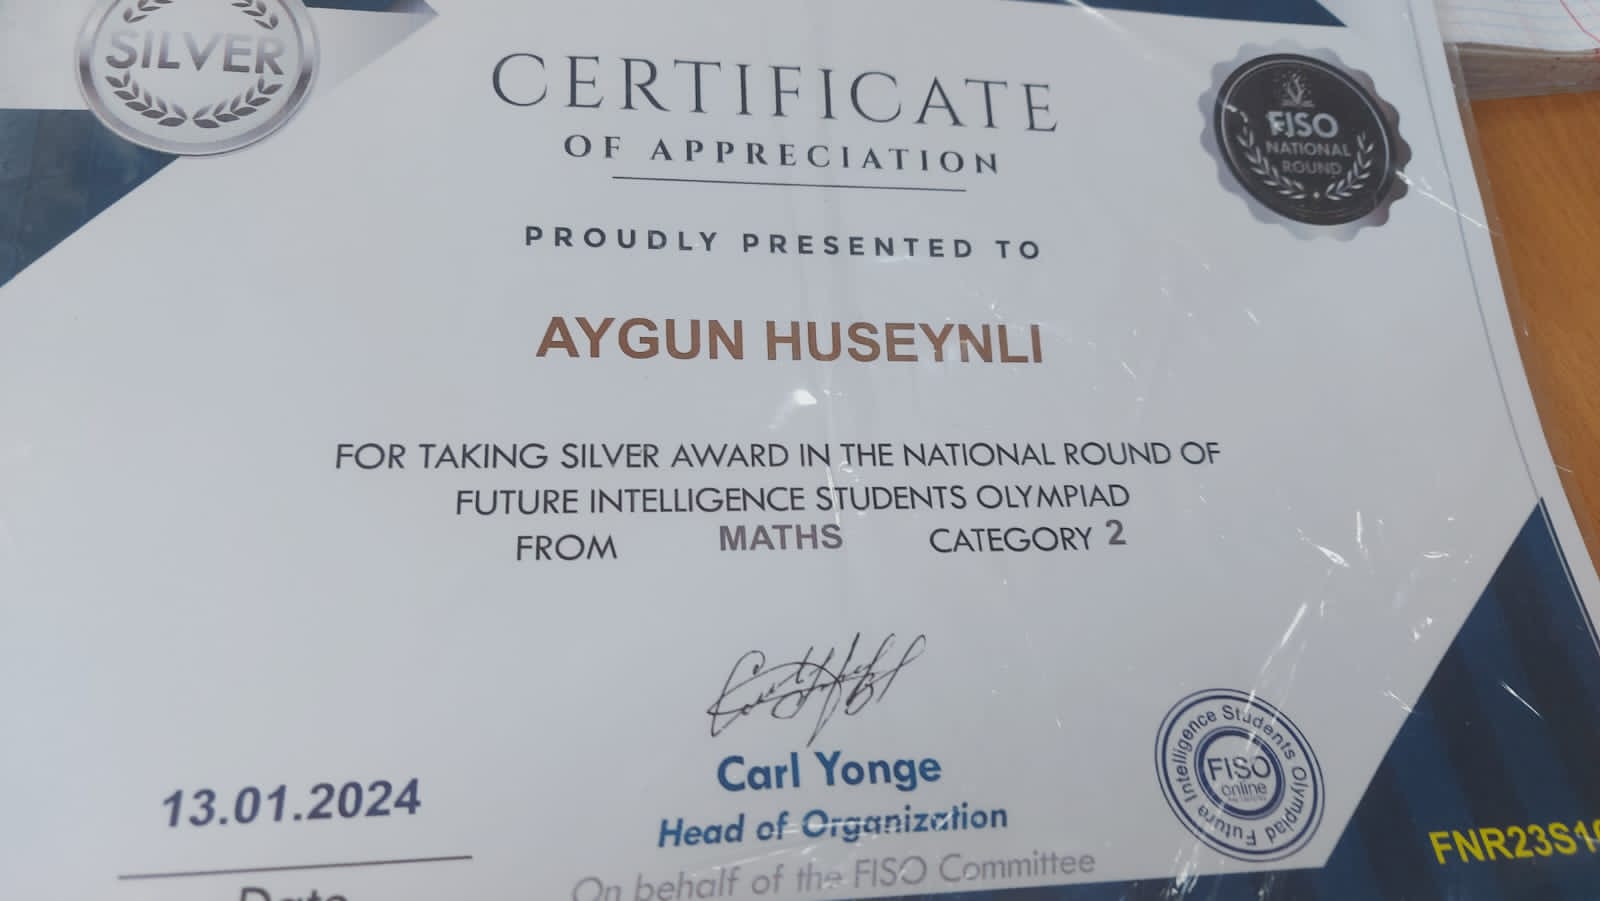 SILVER
CERTIFICATE
OF APPRECIATION
FISO
NATIONAL
ROUND
PROUDLY PRESENTED TO
AYGUN HUSEYNLI
FOR TAKING SILVER AWARD IN THE NATIONAL ROUND OF
FUTURE INTELLIGENCE STUDENTS OLYMPIAD
FROM MATHS CATEGORY 2
Carl Yonge
Head of Organization
On behalf of the FISO Committee
13.01.2024
Date
Future Intelligence Students Olympiad
FISO
online
FNR23S1